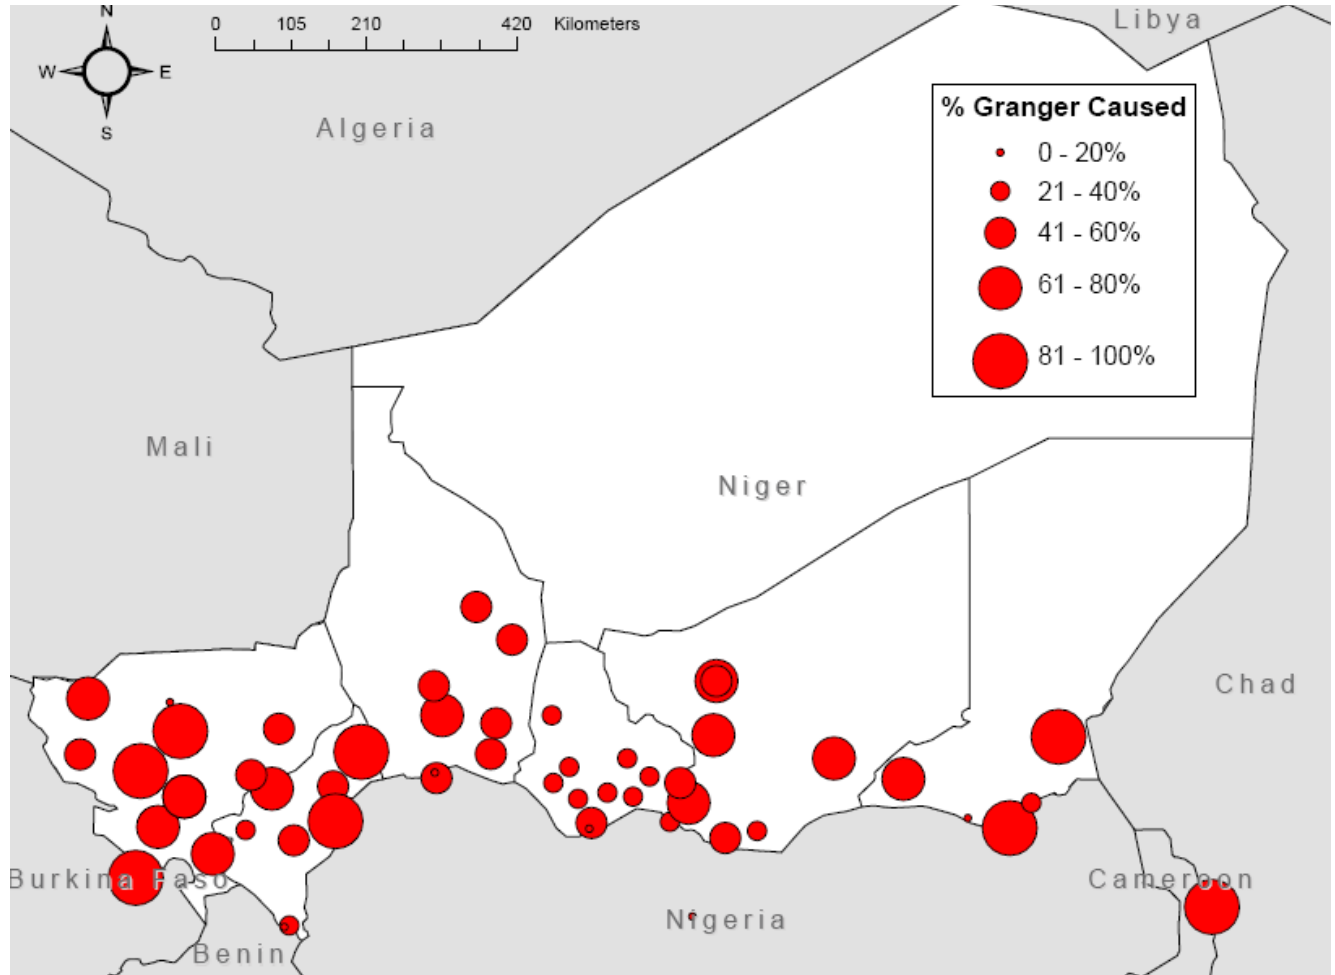 N
0 105 210 420 Kilometers
W E
S
Libya
Algeria
% Granger Caused
0 - 20%
21 - 40%
41 - 60%
61 - 80%
81 - 100%
Mali
Niger
Chad
Burkina Faso
Cameroon
Nigeria
Benin